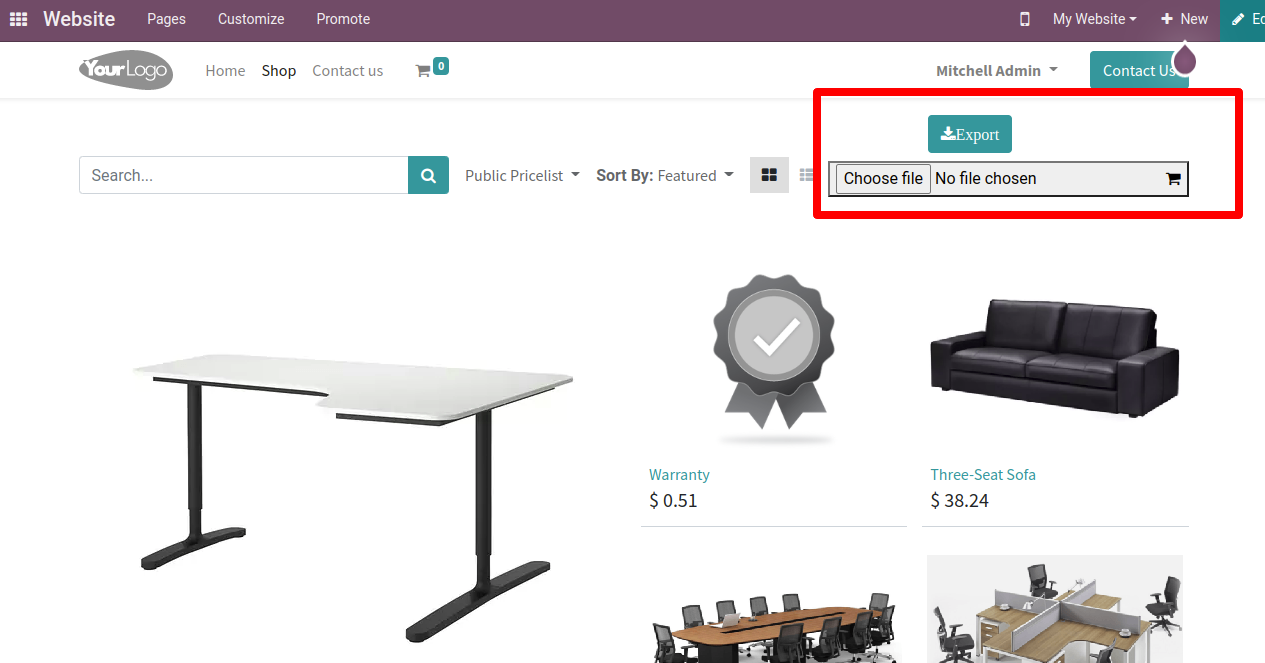 Website Pages Customize Promote My Website New Ed
YourLogo Home Shop Contact us 0 Mitchell Admin Contact Us
Export
Search... Public Pricelist Sort By: Featured
Choose file No file chosen
Warranty Three-Seat Sofa
$ 0.51 $ 38.24